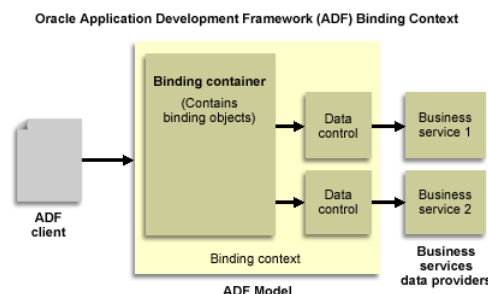 Oracle Application Development Framework (ADF) Binding Context
Binding container
(Contains
binding objects)
Data
control
Business
service 1
Data
control
Business
service 2
ADF
client
Binding context
Business
services
data providers
ADF Model